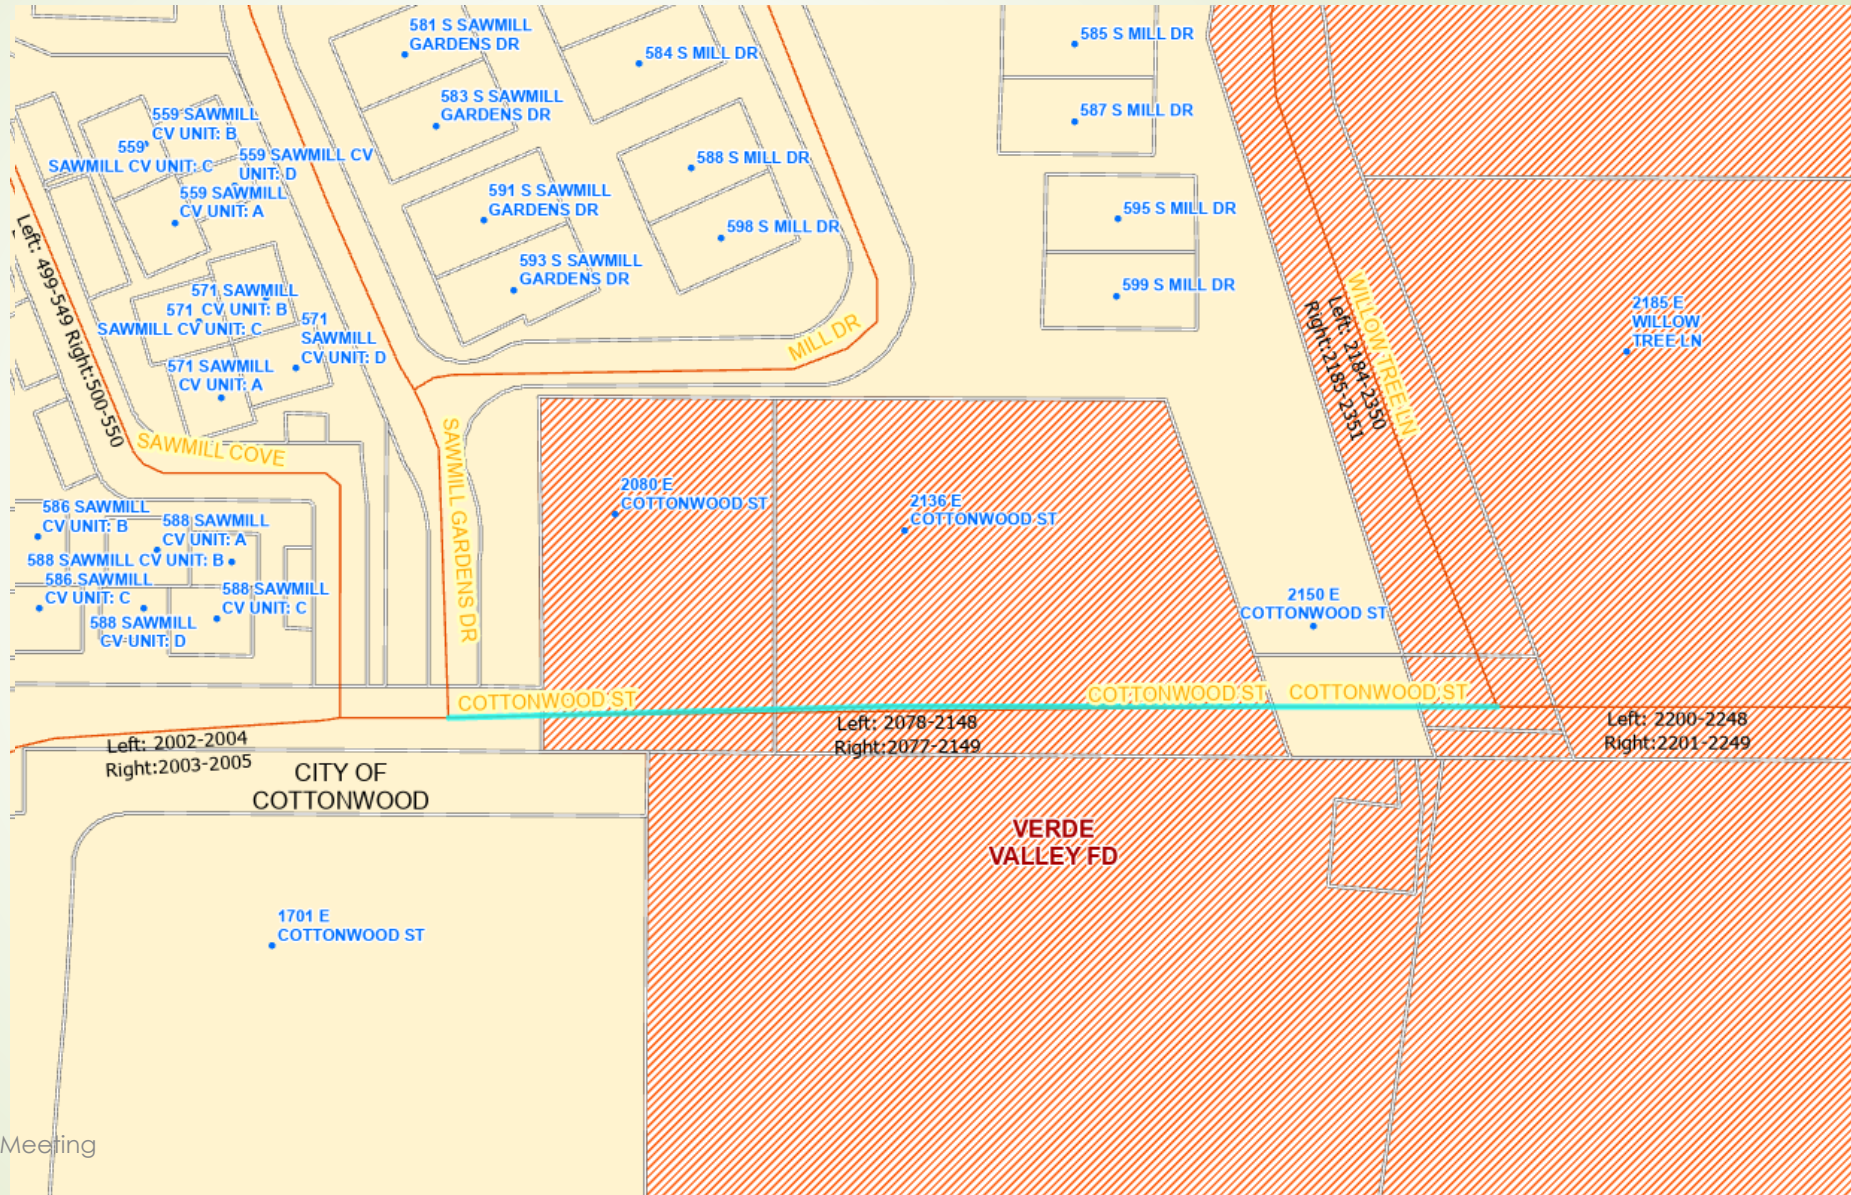 581 S SAWMILL
GARDENS DR
584 S MILL DR
585 S MILL DR
583 S SAWMILL
GARDENS DR
587 S MILL DR
559 SAWMILL
CV UNIT: B
559
SAWMILL CV UNIT: C
559 SAWMILL CV
UNIT: D
559 SAWMILL
CV UNIT: A
588 S MILL DR
591 S SAWMILL
GARDENS DR
598 S MILL DR
595 S MILL DR
593 S SAWMILL
GARDENS DR
599 S MILL DR
Left: 499-549 Right:500-550
571 SAWMILL
CV UNIT: B
571
SAWMILL CV UNIT: C
571
SAWMILL
CV UNIT: D
571 SAWMILL
CV UNIT: A
MILL DR
WILLOW TREE LN
Left: 2184-2350
Right:2185-2351
2185 E
WILLOW
TREE LN
SAWMILL COVE
SAWMILL GARDENS DR
2080 E
COTTONWOOD ST
2136 E
COTTONWOOD ST
586 SAWMILL
CV UNIT: B
588 SAWMILL
CV UNIT: A
588 SAWMILL CV UNIT: B
586 SAWMILL
CV UNIT: C
588 SAWMILL
CV UNIT: C
588 SAWMILL
CV UNIT: D
2150 E
COTTONWOOD ST
COTTONWOOD ST
COTTONWOOD ST
COTTONWOOD ST
Left: 2002-2004
Right:2003-2005
Left: 2078-2148
Right:2077-2149
Left: 2200-2248
Right:2201-2249
CITY OF
COTTONWOOD
VERDE
VALLEY FD
1701 E
COTTONWOOD ST
Meeting